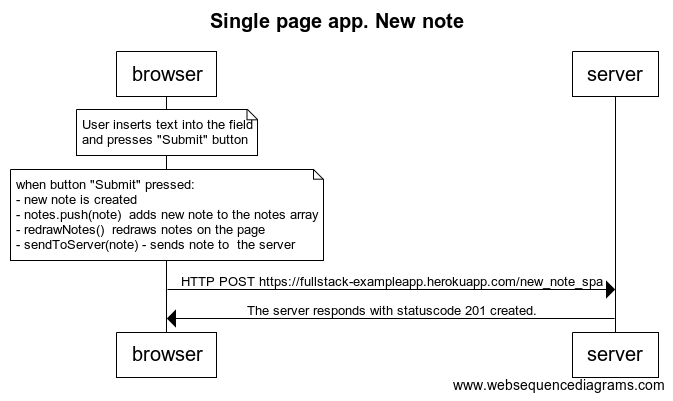 Single page app. New note
browser
server
User inserts text into the field
and presses "Submit" button
when button "Submit" pressed:
- new note is created
- notes.push(note)  adds new note to the notes array
- redrawNotes()  redraws notes on the page
- sendToServer(note) - sends note to  the server
HTTP POST https://fullstack-exampleapp.herokuapp.com/new_note_spa
The server responds with statuscode 201 created.
browser
server
www.websequencediagrams.com